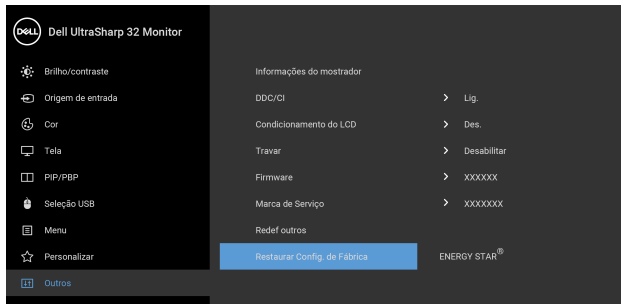 DELL Dell UltraSharp 32 Monitor
Brilho/contraste Informações do mostrador
Origem de entrada DDC/CI Lig.
Cor Condicionamento do LCD Des.
Tela Travar Desabilitar
PIP/PBP Firmware XXXXXX
Seleção USB Marca de Serviço XXXXXXX
Menu Redef outros
Personalizar Restaurar Config. de Fábrica ENERGY STAR®
Outros